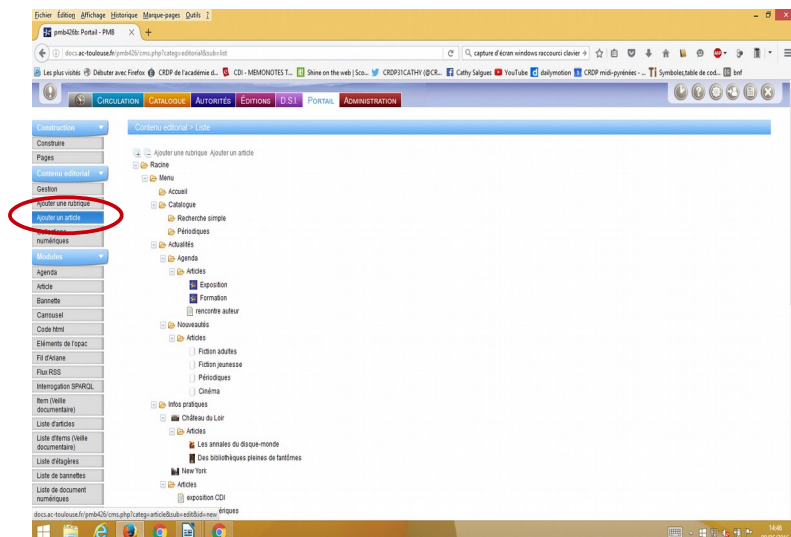 Fichier Édition Affichage Historique Marque-pages Outils ?
pmb426b: Portail - PMB
docs.ac-toulouse.fr/pmb426/cms.php?categ=editorial&sub=list
capture d'écran windows raccourci clavier
Les plus visités Débuter avec Firefox CRDP de l'académie d... CDI - MEMONOTES T... Shine on the web | Sco... CRDP31CATHY (@CR... Cathy Salgues YouTube dailymotion CRDP midi-pyrénées - ... Symboles,table de cod... bnf
Circulation Catalogue Autorités Éditions D.S.I. Portail Administration
Construction
Construire
Pages
Contenu editorial
Gestion
Ajouter une rubrique
Ajouter un article
Collections numériques
Modules
Agenda
Article
Bannette
Carrousel
Code html
Eléments de l'opac
Fil d'Ariane
Flux RSS
Interrogation SPARQL
Item (Veille documentaire)
Liste d'articles
Liste d'items (Veille documentaire)
Liste d'étagères
Liste de bannettes
Liste de document numériques
Contenu editorial > Liste
Ajouter une rubrique Ajouter un article
Racine
Menu
Accueil
Catalogue
Recherche simple
Périodiques
Actualités
Agenda
Articles
Exposition
Formation
rencontre auteur
Nouveautés
Articles
Fiction adultes
Fiction jeunesse
Périodiques
Cinéma
Infos pratiques
Château du Loir
Articles
Les annales du disque-monde
Des bibliothèques pleines de fantômes
New York
Articles
exposition CDI
docs.ac-toulouse.fr/pmb426/cms.php?categ=article&sub=edit&id=new
ériques
14:46